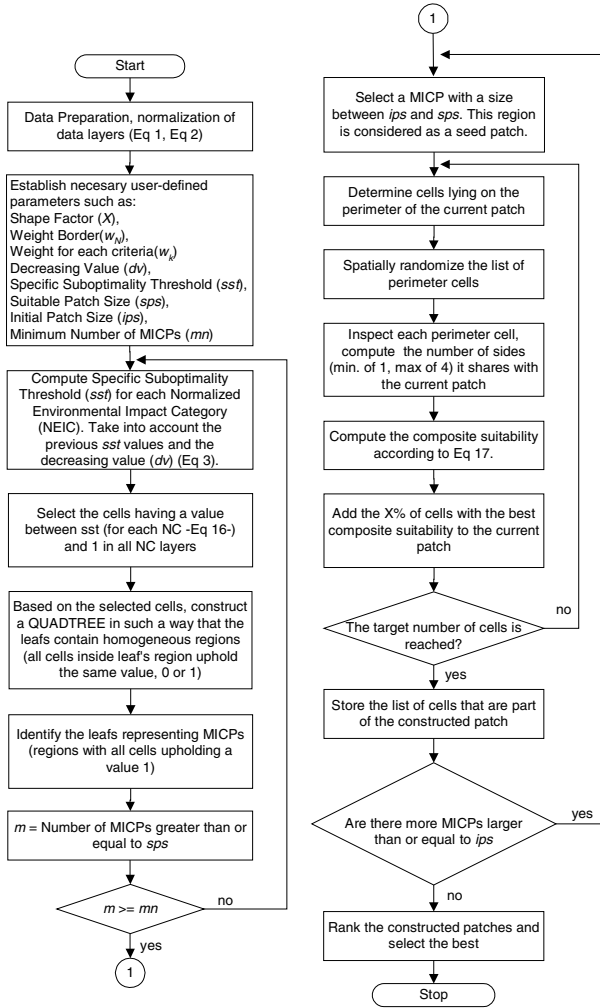 Start
Data Preparation, normalization of
data layers (Eq 1, Eq 2)
Establish necesary user-defined
parameters such as:
Shape Factor (X),
Weight Border(wN),
Weight for each criteria(wk)
Decreasing Value (dv),
Specific Suboptimality Threshold (sst),
Suitable Patch Size (sps),
Initial Patch Size (ips),
Minimum Number of MICPs (mn)
Compute Specific Suboptimality
Threshold (sst) for each Normalized
Environmental Impact Category
(NEIC). Take into account the
previous sst values and the
decreasing value (dv) (Eq 3).
Select the cells having a value
between sst (for each NC -Eq 16-)
and 1 in all NC layers
Based on the selected cells, construct
a QUADTREE in such a way that the
leafs contain homogeneous regions
(all cells inside leaf's region uphold
the same value, 0 or 1)
Identify the leafs representing MICPs
(regions with all cells upholding a
value 1)
m = Number of MICPs greater than or
equal to sps
m >= mn
no
yes
1
1
Select a MICP with a size
between ips and sps. This region
is considered as a seed patch.
Determine cells lying on the
perimeter of the current patch
Spatially randomize the list of
perimeter cells
Inspect each perimeter cell,
compute the number of sides
(min. of 1, max of 4) it shares with
the current patch
Compute the composite suitability
according to Eq 17.
Add the X% of cells with the best
composite suitability to the current
patch
The target number of cells is
reached?
no
yes
Store the list of cells that are part
of the constructed patch
Are there more MICPs larger
than or equal to ips
yes
no
Rank the constructed patches and
select the best
Stop